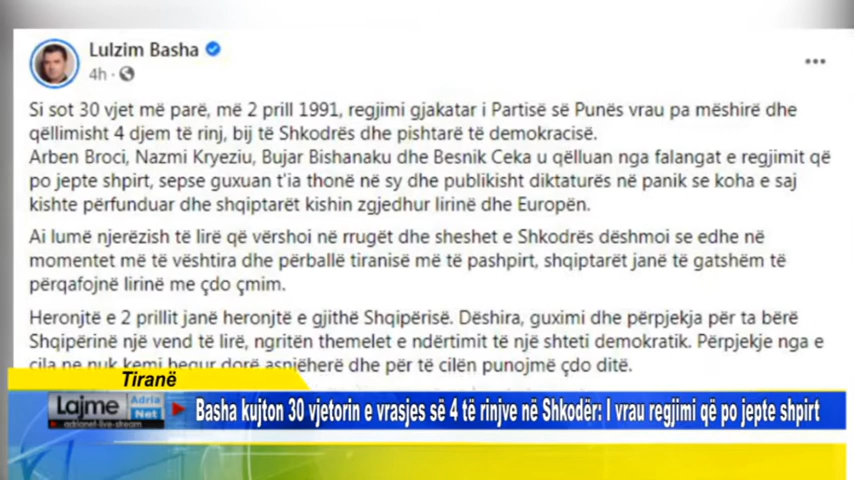 Lulzim Basha
4h
Si sot 30 vjet më parë, më 2 prill 1991, regjimi gjakatar i Partisë së Punës vrau pa mëshirë dhe
qëllimisht 4 djem të rinj, bij të Shkodrës dhe pishtarë të demokracisë.
Arben Broci, Nazmi Kryeziu, Bujar Bishanaku dhe Besnik Ceka u qëlluan nga falangat e regjimit që
po jepte shpirt, sepse guxuan t'ia thonë në sy dhe publikisht diktaturës në panik se koha e saj
kishte përfunduar dhe shqiptarët kishin zgjedhur lirinë dhe Europën.
Ai lumë njerëzish të lirë që vërshoi në rrugët dhe sheshet e Shkodrës dëshmoi se edhe në
momentet më të vështira dhe përballë tiranisë më të pashpirt, shqiptarët janë të gatshëm të
përqafojnë lirinë me çdo çmim.
Heronjtë e 2 prillit janë heronjtë e gjithë Shqipërisë. Dëshira, guximi dhe përpjekja për ta bërë
Shqipërinë një vend të lirë, ngritën themelet e ndërtimit të një shteti demokratik. Përpjekje nga e
cila ne nuk kemi hequr dorë asnjëherë dhe për të cilën punojmë çdo ditë.
Tiranë
Lajme Adria Net
adrianet-live-stream
Basha kujton 30 vjetorin e vrasjes së 4 të rinjve në Shkodër: I vrau regjimi që po jepte shpirt